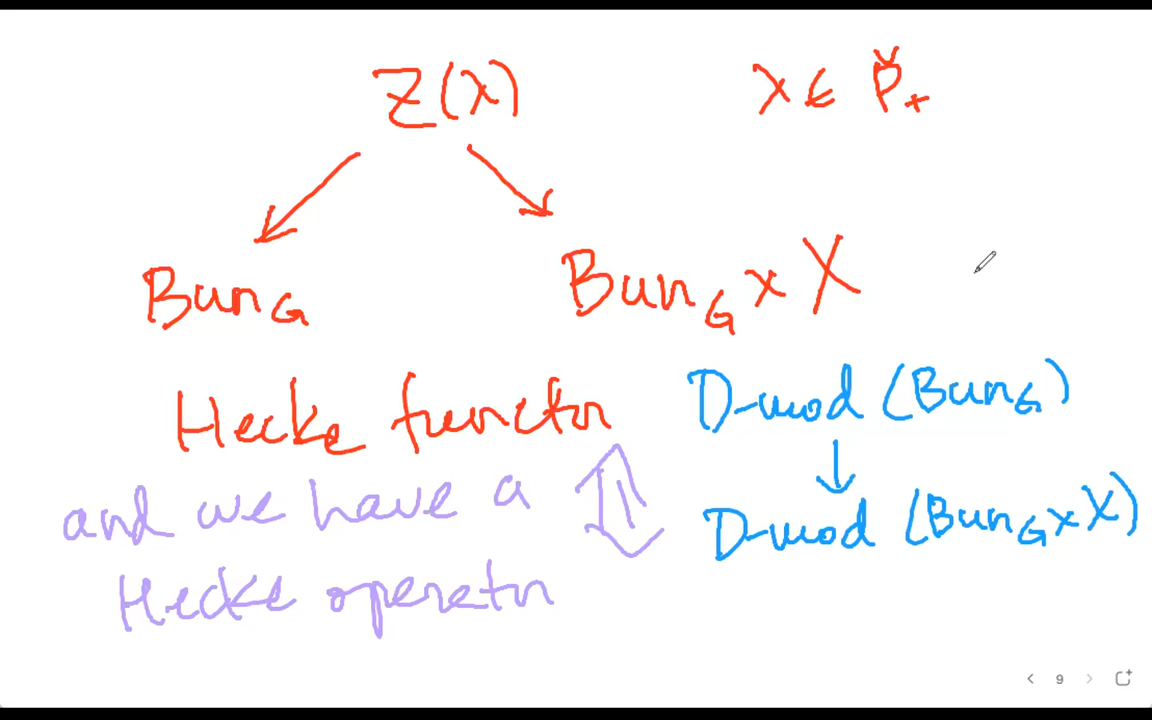 Z(λ) λ ∈ P̌₊
Bun_G Bun_G × X
Hecke functor D-mod (Bun_G)
and we have a ↓
Hecke operator D-mod (Bun_G × X)
9